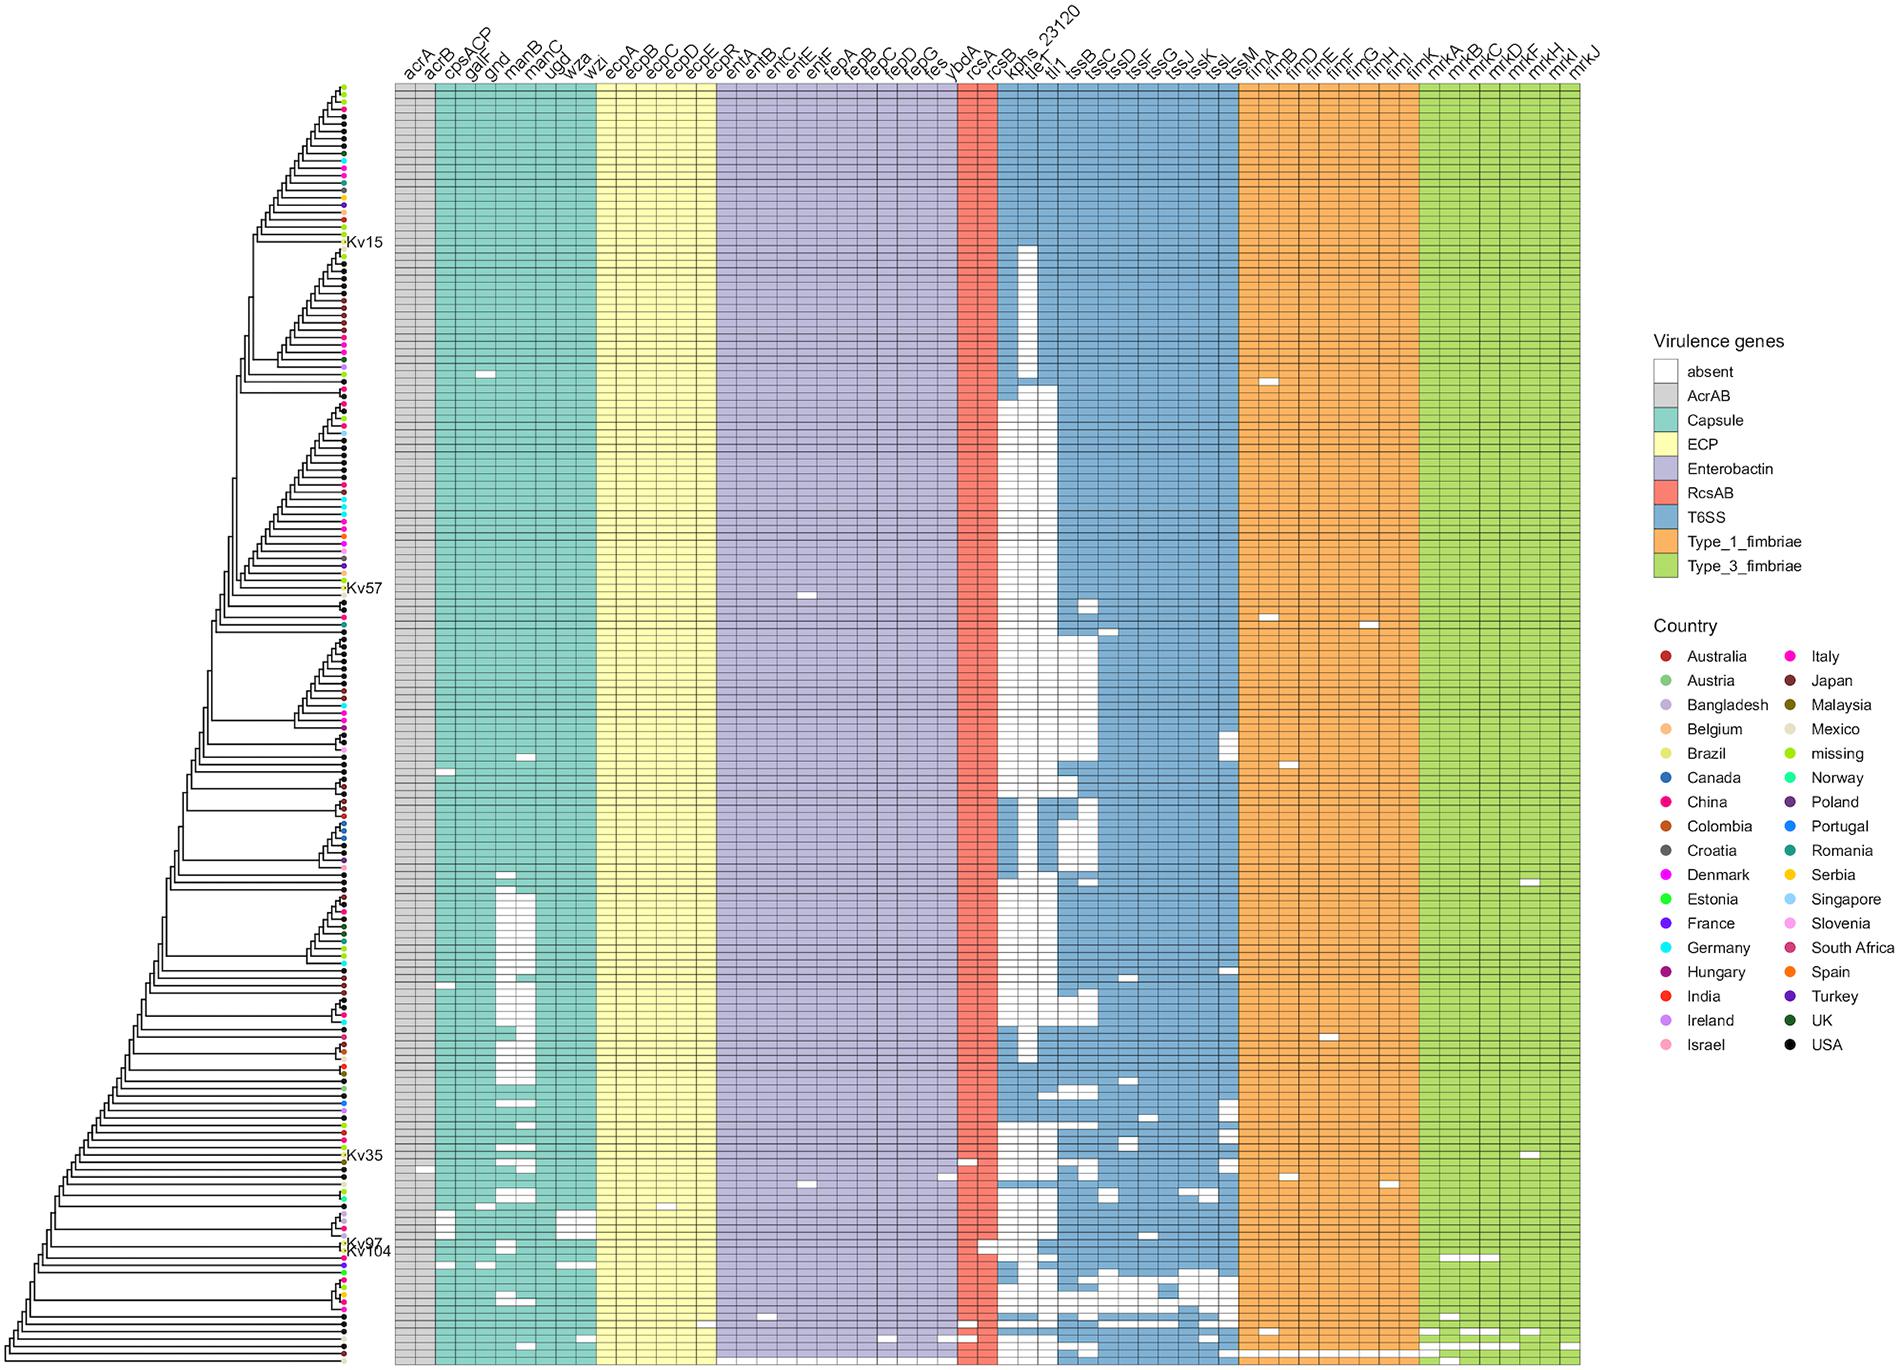 acrA acrB cpsACP galF gnd manB manC ugd wza wzi ecpA ecpB ecpC ecpD ecpE ecpR entA entB entC entE entF fepA fepB fepC fepD fepG fes ybdA rcsA rcsB kphs_23120 tle1 tli1 tssB tssC tssD tssF tssG tssJ tssK tssL tssM fimA fimB fimD fimE fimF fimG fimH fimI fimK mrkA mrkB mrkC mrkD mrkF mrkH mrkI mrkJ
Kv15
Kv57
Kv35
Kv97
Kv104
Virulence genes
absent
AcrAB
Capsule
ECP
Enterobactin
RcsAB
T6SS
Type_1_fimbriae
Type_3_fimbriae
Country
Australia
Austria
Bangladesh
Belgium
Brazil
Canada
China
Colombia
Croatia
Denmark
Estonia
France
Germany
Hungary
India
Ireland
Israel
Italy
Japan
Malaysia
Mexico
missing
Norway
Poland
Portugal
Romania
Serbia
Singapore
Slovenia
South Africa
Spain
Turkey
UK
USA